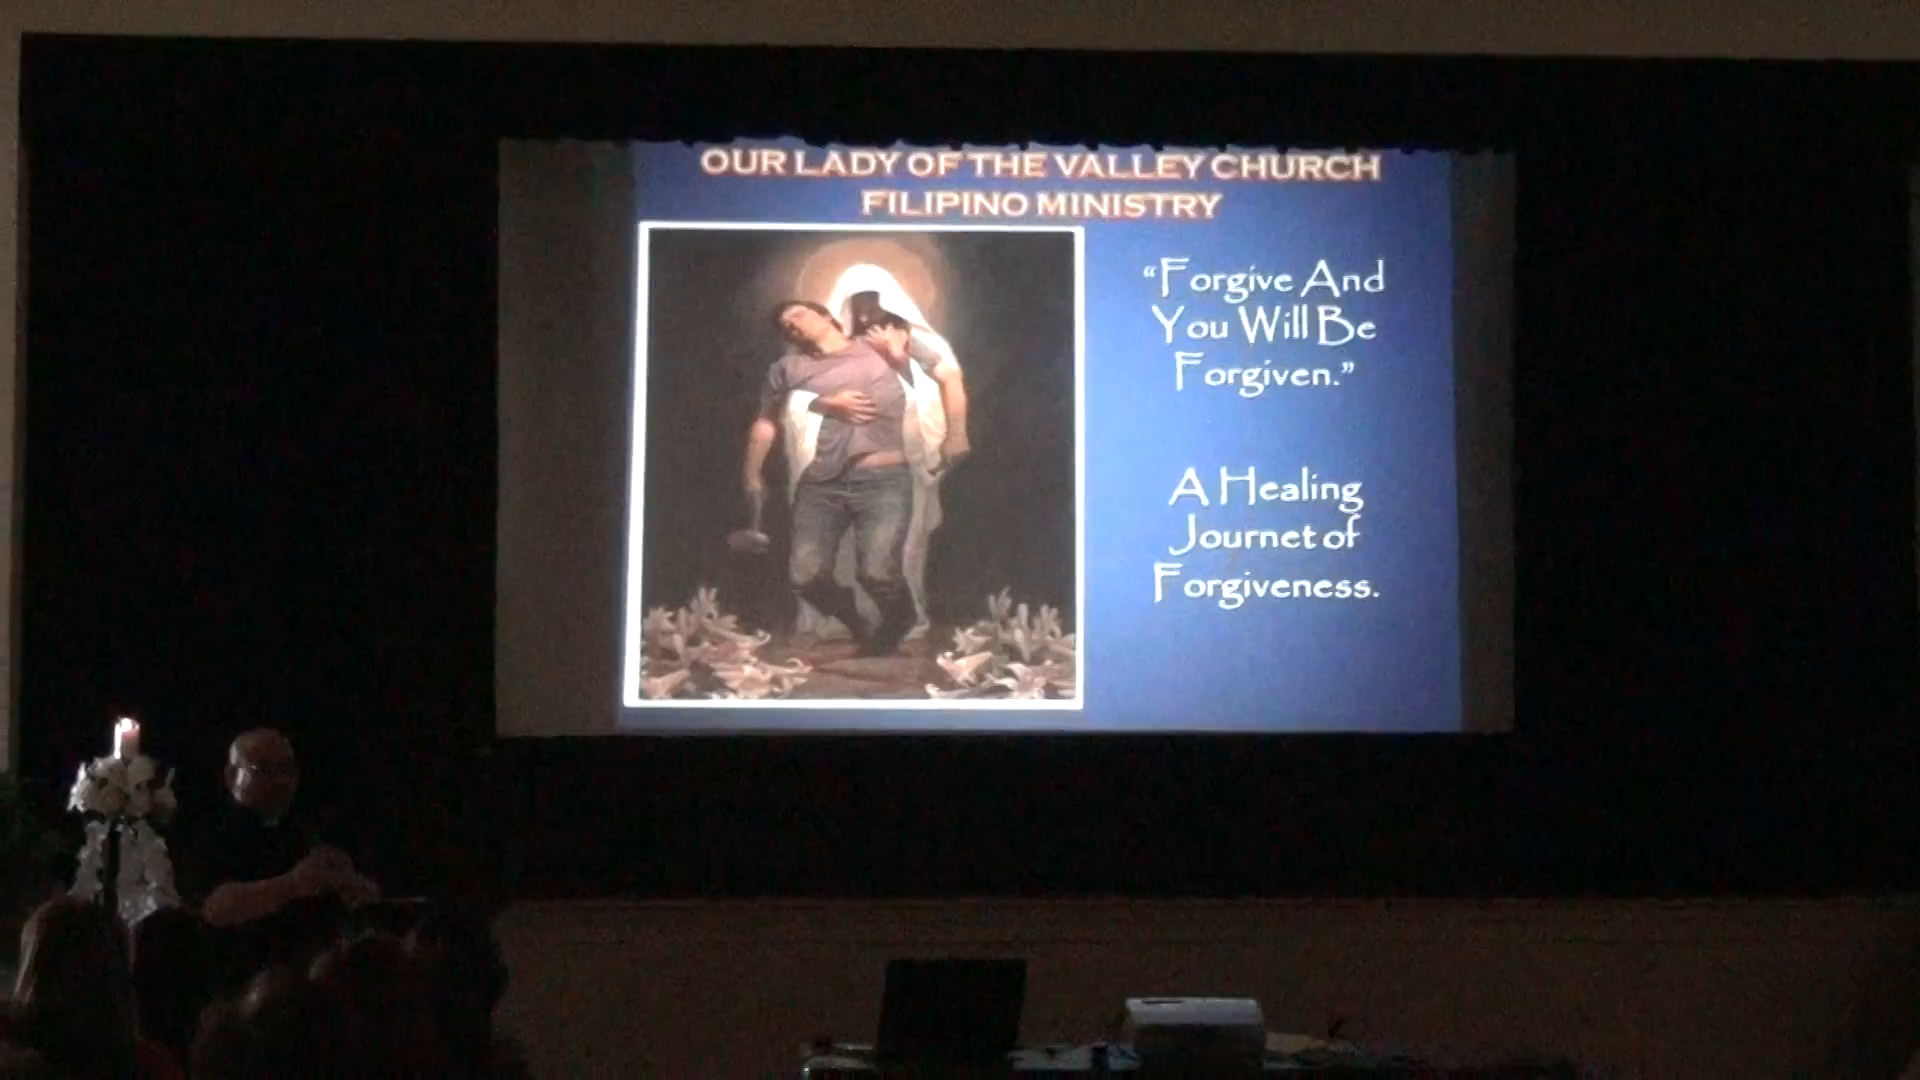 OUR LADY OF THE VALLEY CHURCH
FILIPINO MINISTRY
“Forgive And
You Will Be
Forgiven.”
A Healing
Journet of
Forgiveness.